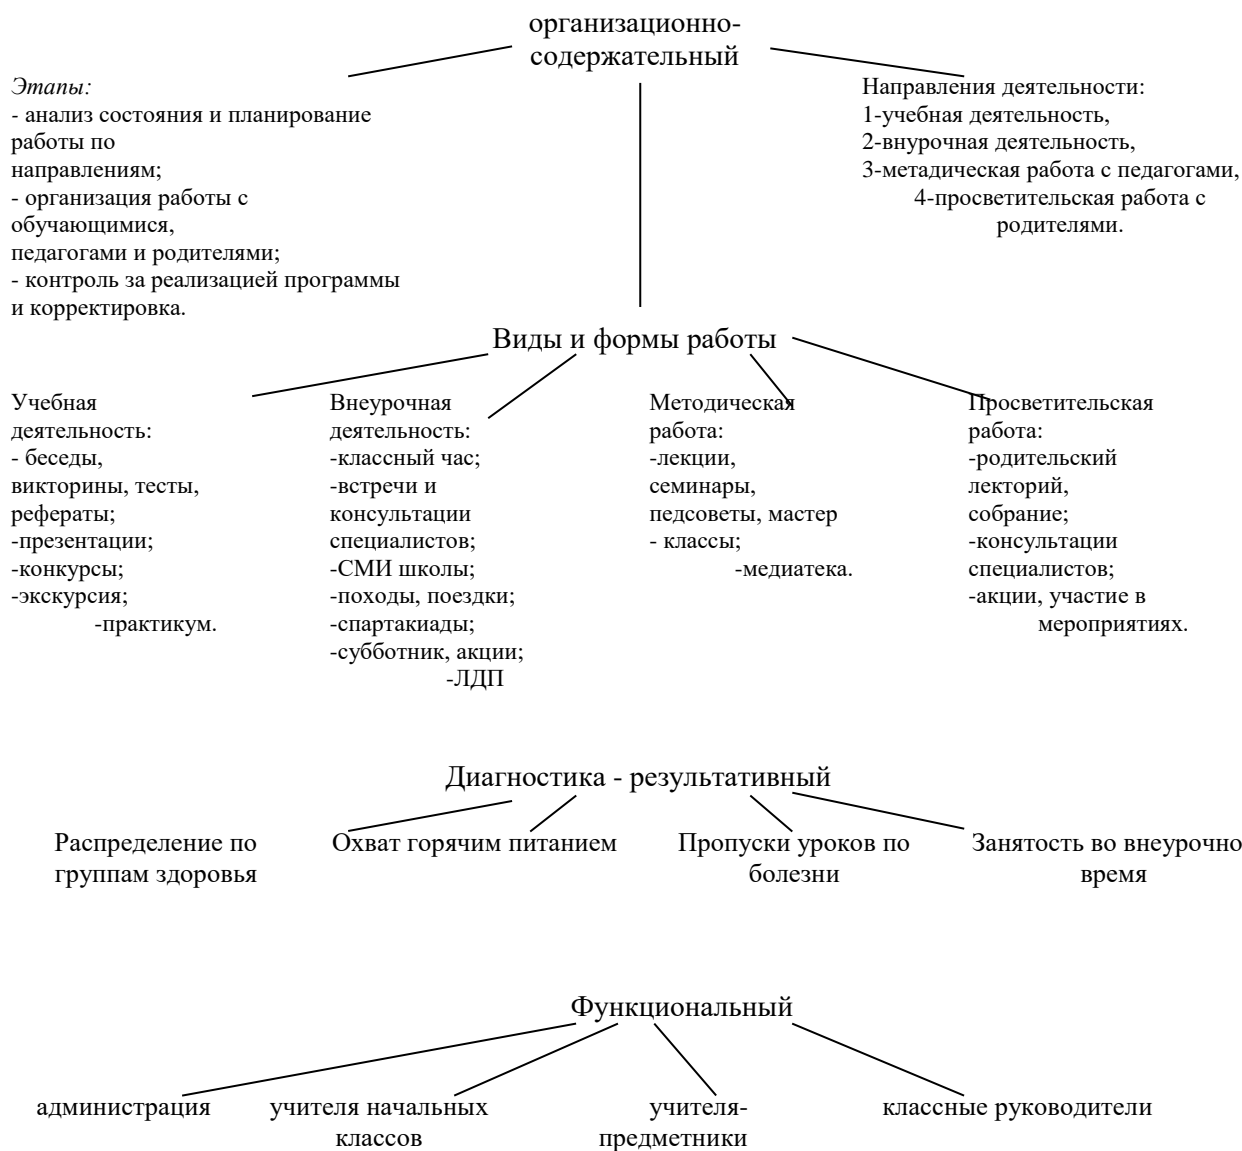 организационно-
содержательный
Этапы:
- анализ состояния и планирование
работы по
направлениям;
- организация работы с
обучающимися,
педагогами и родителями;
- контроль за реализацией программы
и корректировка.
Направления деятельности:
1-учебная деятельность,
2-внурочная деятельность,
3-метадическая работа с педагогами,
4-просветительская работа с
родителями.
Виды и формы работы
Учебная
деятельность:
- беседы,
викторины, тесты,
рефераты;
-презентации;
-конкурсы;
-экскурсия;
-практикум.
Внеурочная
деятельность:
-классный час;
-встречи и
консультации
специалистов;
-СМИ школы;
-походы, поездки;
-спартакиады;
-субботник, акции;
-ЛДП
Методическая
работа:
-лекции,
семинары,
педсоветы, мастер
- классы;
-медиатека.
Просветительская
работа:
-родительский
лекторий,
собрание;
-консультации
специалистов;
-акции, участие в
мероприятиях.
Диагностика - результативный
Распределение по
группам здоровья
Охват горячим питанием
Пропуски уроков по
болезни
Занятость во внеурочно
время
Функциональный
администрация
учителя начальных
классов
учителя-
предметники
классные руководители